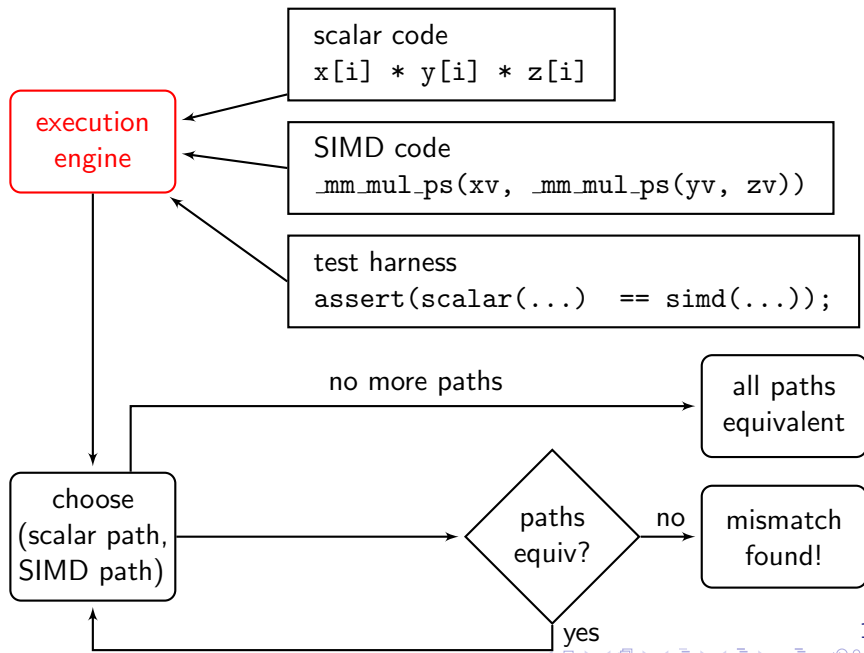 scalar code
x[i] * y[i] * z[i]
execution
engine
SIMD code
_mm_mul_ps(xv, _mm_mul_ps(yv, zv))
test harness
assert(scalar(...) == simd(...));
no more paths
all paths
equivalent
choose
(scalar path,
SIMD path)
paths
equiv?
no
mismatch
found!
yes